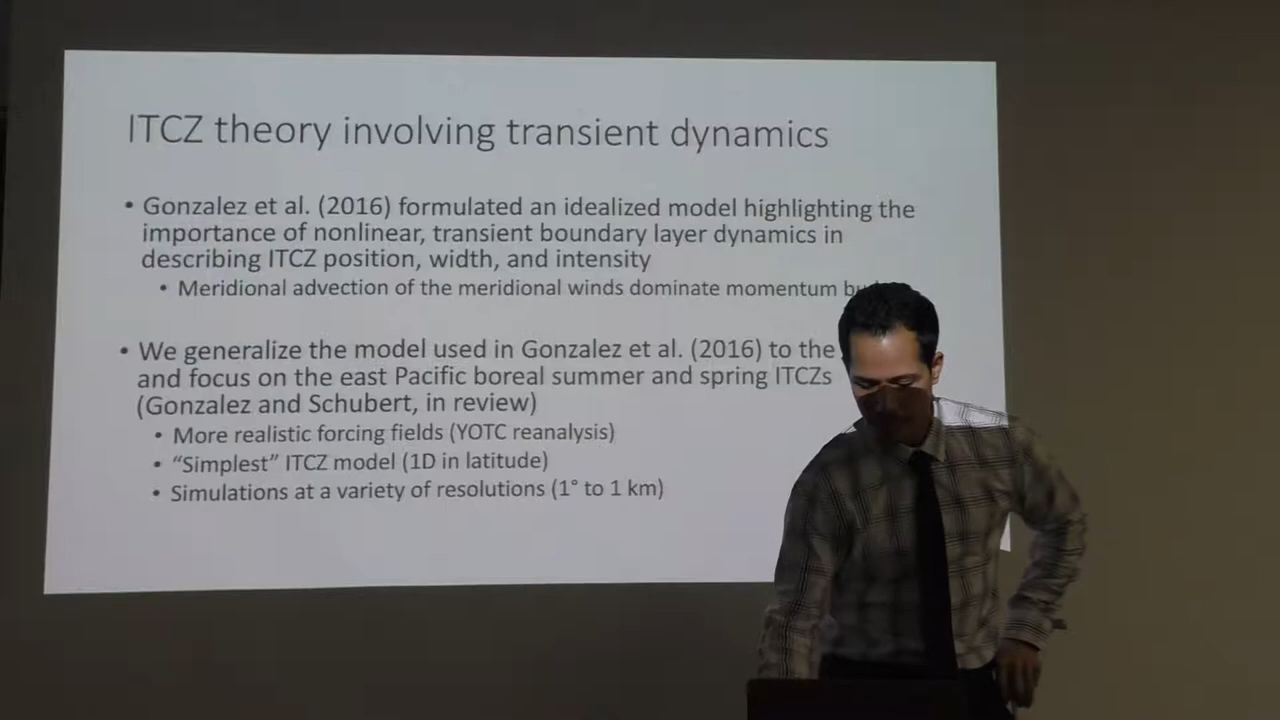 ITCZ theory involving transient dynamics
• Gonzalez et al. (2016) formulated an idealized model highlighting the
importance of nonlinear, transient boundary layer dynamics in
describing ITCZ position, width, and intensity
• Meridional advection of the meridional winds dominate momentum
• We generalize the model used in Gonzalez et al. (2016) to the
and focus on the east Pacific boreal summer and spring ITCZs
(Gonzalez and Schubert, in review)
• More realistic forcing fields (YOTC reanalysis)
• “Simplest” ITCZ model (1D in latitude)
• Simulations at a variety of resolutions (1° to 1 km)